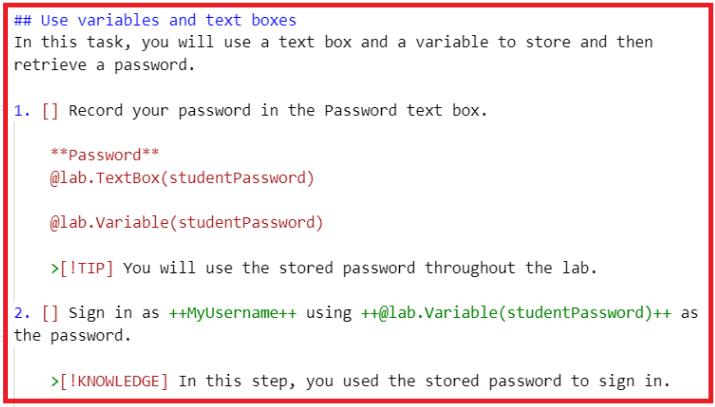 ## Use variables and text boxes
In this task, you will use a text box and a variable to store and then
retrieve a password.
1. [] Record your password in the Password text box.
**Password**
@lab.TextBox(studentPassword)
@lab.Variable(studentPassword)
>[!TIP] You will use the stored password throughout the lab.
2. [] Sign in as ++MyUsername++ using ++@lab.Variable(studentPassword)++ as
the password.
>[!KNOWLEDGE] In this step, you used the stored password to sign in.